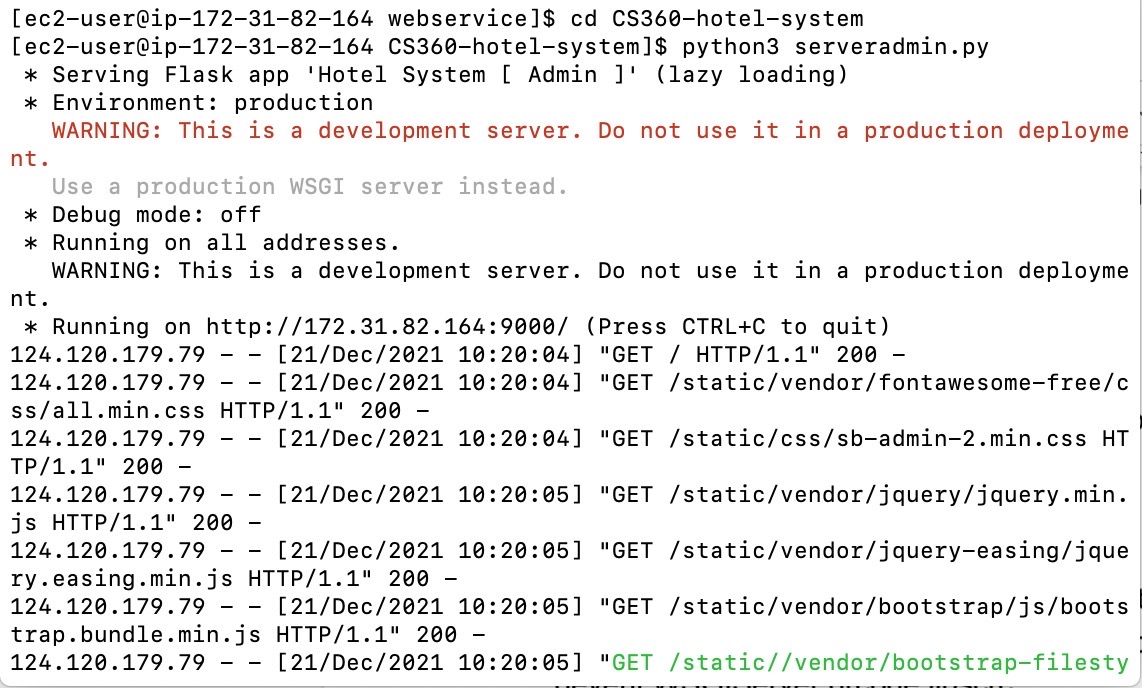 [ec2-user@ip-172-31-82-164 webservice]$ cd CS360-hotel-system
[ec2-user@ip-172-31-82-164 CS360-hotel-system]$ python3 serveradmin.py
 * Serving Flask app 'Hotel System [ Admin ]' (lazy loading)
 * Environment: production
   WARNING: This is a development server. Do not use it in a production deployme
nt.
   Use a production WSGI server instead.
 * Debug mode: off
 * Running on all addresses.
   WARNING: This is a development server. Do not use it in a production deployme
nt.
 * Running on http://172.31.82.164:9000/ (Press CTRL+C to quit)
124.120.179.79 - - [21/Dec/2021 10:20:04] "GET / HTTP/1.1" 200 -
124.120.179.79 - - [21/Dec/2021 10:20:04] "GET /static/vendor/fontawesome-free/c
ss/all.min.css HTTP/1.1" 200 -
124.120.179.79 - - [21/Dec/2021 10:20:04] "GET /static/css/sb-admin-2.min.css HT
TP/1.1" 200 -
124.120.179.79 - - [21/Dec/2021 10:20:05] "GET /static/vendor/jquery/jquery.min.
js HTTP/1.1" 200 -
124.120.179.79 - - [21/Dec/2021 10:20:05] "GET /static/vendor/jquery-easing/jque
ry.easing.min.js HTTP/1.1" 200 -
124.120.179.79 - - [21/Dec/2021 10:20:05] "GET /static/vendor/bootstrap/js/boots
trap.bundle.min.js HTTP/1.1" 200 -
124.120.179.79 - - [21/Dec/2021 10:20:05] "GET /static//vendor/bootstrap-filesty